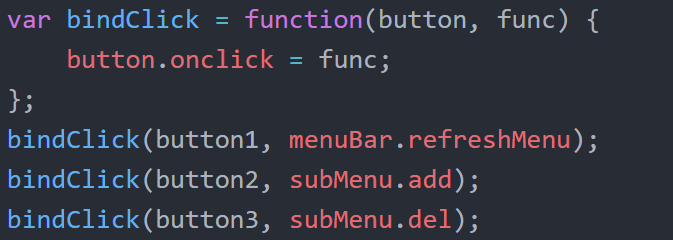 var bindClick = function(button, func) {
    button.onclick = func;
};
bindClick(button1, menuBar.refreshMenu);
bindClick(button2, subMenu.add);
bindClick(button3, subMenu.del);